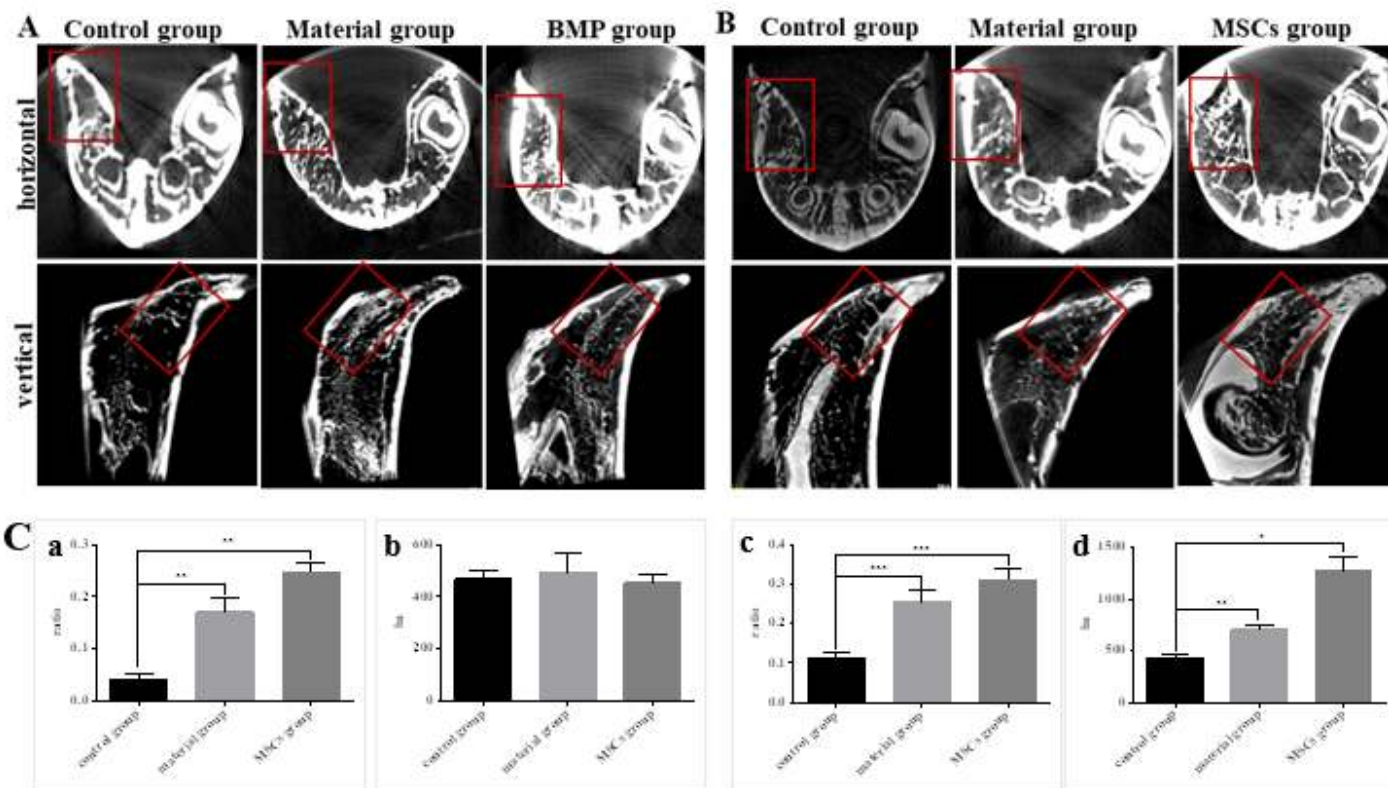 A
Control group
Material group
BMP group
B
Control group
Material group
MSCs group
horizontal
vertical
C
a
ratio
0.3
0.2
0.1
0.0
**
**
control group
material group
MSCs group
b
600
400
200
0
control group
material group
MSCs group
c
ratio
0.4
0.3
0.2
0.1
0.0
***
***
control group
material group
MSCs group
d
1500
1000
500
0
*
**
control group
material group
MSCs group